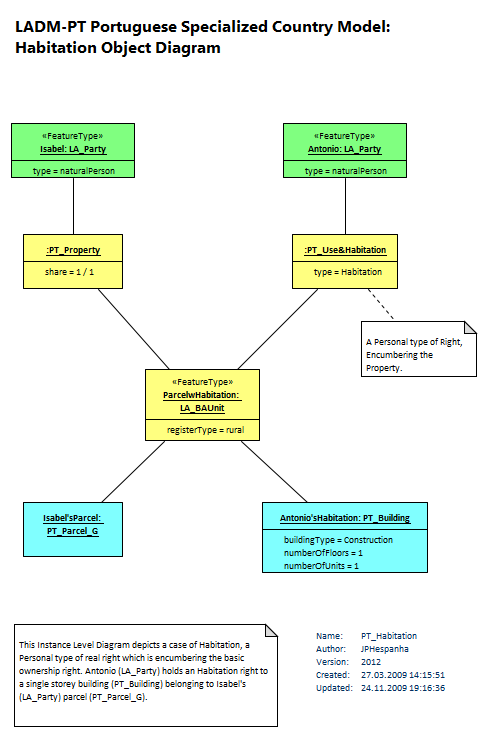 LADM-PT Portuguese Specialized Country Model:
Habitation Object Diagram
«FeatureType»
Isabel: LA_Party
type = naturalPerson
«FeatureType»
Antonio: LA_Party
type = naturalPerson
:PT_Property
share = 1 / 1
:PT_Use&Habitation
type = Habitation
A Personal type of Right,
Encumbering the
Property.
«FeatureType»
ParcelwHabitation:
LA_BAUnit
registerType = rural
Isabel'sParcel:
PT_Parcel_G
Antonio'sHabitation: PT_Building
buildingType = Construction
numberOfFloors = 1
numberOfUnits = 1
This Instance Level Diagram depicts a case of Habitation, a
Personal type of real right which is encumbering the basic
ownership right. Antonio (LA_Party) holds an Habitation right to
a single storey building (PT_Building) belonging to Isabel's
(LA_Party) parcel (PT_Parcel_G).
Name: PT_Habitation
Author: JPHespanha
Version: 2012
Created: 27.03.2009 14:15:51
Updated: 24.11.2009 19:16:36